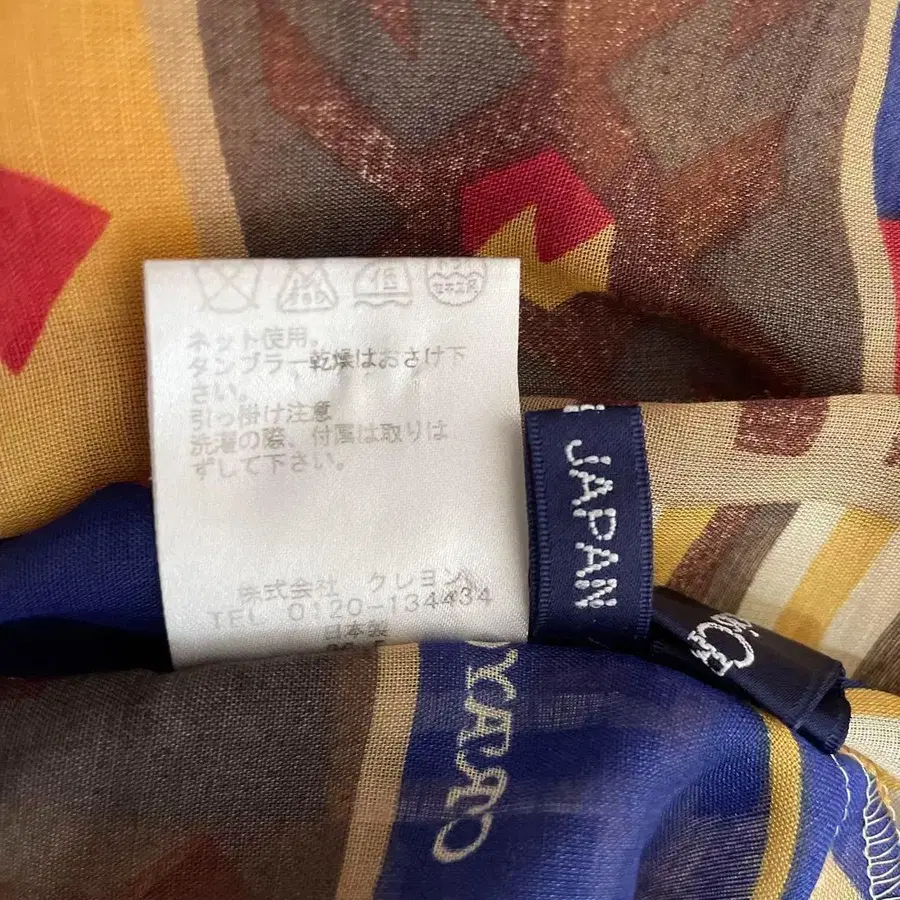 ネット使用。
タンブラー乾燥はおさけ下
さい。
引っ掛け注意
洗濯の際、付属は取りは
ずして下さい。
株式会社 クレヨン
TEL 0120-134434
日本製
JAPAN